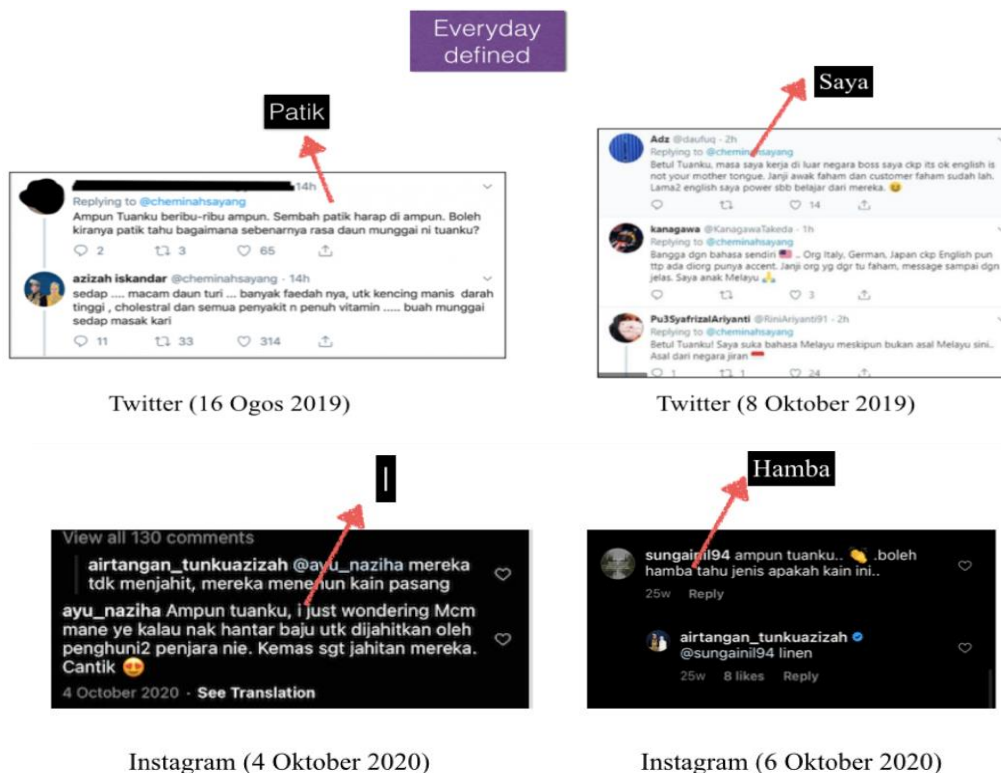 Everyday
defined
Patik
14h
Replying to @cheminahsayang
Ampun Tuanku beribu-ribu ampun. Sembah patik harap di ampun. Boleh
kiranya patik tahu bagaimana sebenarnya rasa daun munggai ni tuanku?
2 3 65
azizah iskandar @cheminahsayang · 14h
sedap .... macam daun turi ... banyak faedah nya, utk kencing manis darah
tinggi , cholestral dan semua penyakit n penuh vitamin ..... buah munggai
sedap masak kari
11 33 314
Twitter (16 Ogos 2019)
Saya
Adz @daufuq · 2h
Replying to @cheminahsayang
Betul Tuanku, masa saya kerja di luar negara boss saya ckp its ok english is
not your mother tongue. Janji awak faham dan customer faham sudah lah.
Lama2 english saya power sbb belajar dari mereka. 😆
14
kanagawa @KanagawaTakeda · 1h
Replying to @cheminahsayang
Bangga dgn bahasa sendiri 🇲🇾 .. Org Italy, German, Japan ckp English pun
ttp ada diorg punya accent. Janji org yg dgr tu faham, message sampai dgn
jelas. Saya anak Melayu 🙏
3
Pu3SyafrizalAriyanti @RiniAriyanti91 · 2h
Replying to @cheminahsayang
Betul Tuanku! Saya suka bahasa Melayu meskipun bukan asal Melayu sini..
Asal dari negara jiran 🇮🇩
1 1 24
Twitter (8 Oktober 2019)
I
View all 130 comments
airtangan_tunkuazizah @ayu_naziha mereka
tdk menjahit, mereka menenun kain pasang
ayu_naziha Ampun tuanku, i just wondering Mcm
mane ye kalau nak hantar baju utk dijahitkan oleh
penghuni2 penjara nie. Kemas sgt jahitan mereka.
Cantik 😍
4 October 2020 · See Translation
Instagram (4 Oktober 2020)
Hamba
sungainil94 ampun tuanku.. 👏 .boleh
hamba tahu jenis apakah kain ini..
25w Reply
airtangan_tunkuazizah
@sungainil94 linen
25w 8 likes Reply
Instagram (6 Oktober 2020)